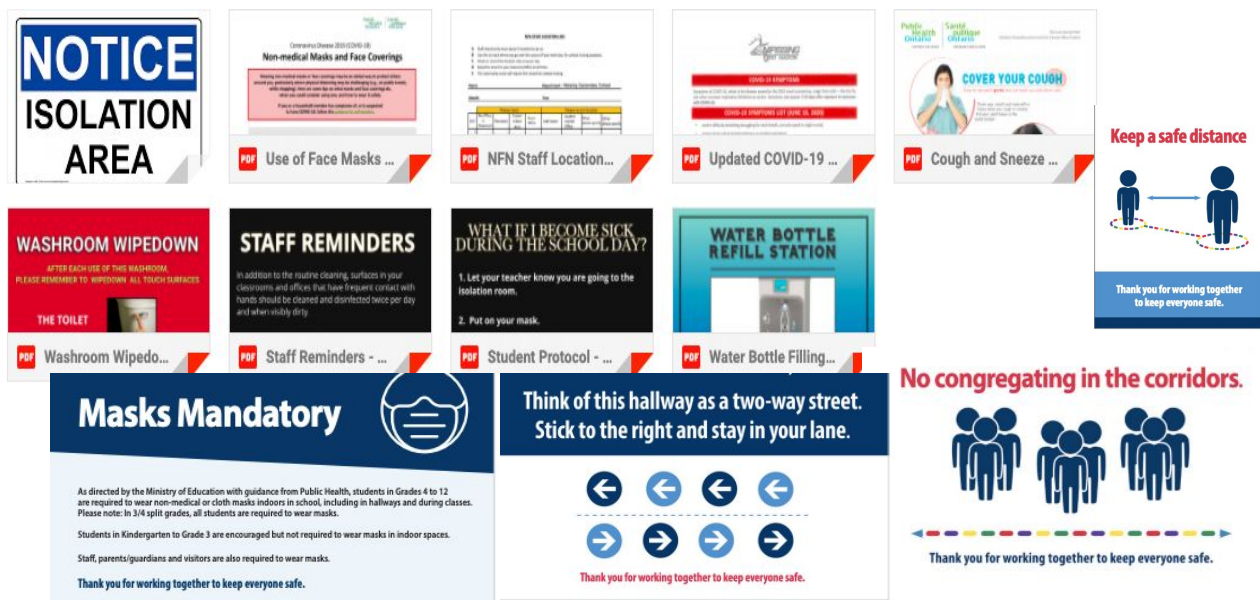 NOTICE
ISOLATION
AREA
Public
Health
Ontario
Santé
publique
Ontario
Coronavirus Disease 2019 (COVID-19)
Non-medical Masks and Face Coverings
PDF Use of Face Masks ...
PDF NFN Staff Location...
COVID-19 SYMPTOMS
COVID-19 SYMPTOMS LIST (JUNE 15, 2020)
PDF Updated COVID-19 ...
Public
Health
Ontario
Santé
publique
Ontario
COVER YOUR COUGH
PDF Cough and Sneeze ...
Keep a safe distance
Thank you for working together
to keep everyone safe.
WASHROOM WIPEDOWN
AFTER EACH USE OF THIS WASHROOM,
PLEASE REMEMBER TO WIPEDOWN ALL TOUCH SURFACES
THE TOILET
PDF Washroom Wipedo...
STAFF REMINDERS
In addition to the routine cleaning, surfaces in your
classrooms and offices that have frequent contact with
hands should be cleaned and disinfected twice per day
and when visibly dirty.
PDF Staff Reminders - ...
WHAT IF I BECOME SICK
DURING THE SCHOOL DAY?
1. Let your teacher know you are going to the
isolation room.
2. Put on your mask.
PDF Student Protocol - ...
WATER BOTTLE
REFILL STATION
PDF Water Bottle Filling...
Masks Mandatory
As directed by the Ministry of Education with guidance from Public Health, students in Grades 4 to 12
are required to wear non-medical or cloth masks indoors in school, including in hallways and during classes.
Please note: In 3/4 split grades, all students are required to wear masks.
Students in Kindergarten to Grade 3 are encouraged but not required to wear masks in indoor spaces.
Staff, parents/guardians and visitors are also required to wear masks.
Thank you for working together to keep everyone safe.
Think of this hallway as a two-way street.
Stick to the right and stay in your lane.
Thank you for working together to keep everyone safe.
No congregating in the corridors.
Thank you for working together to keep everyone safe.